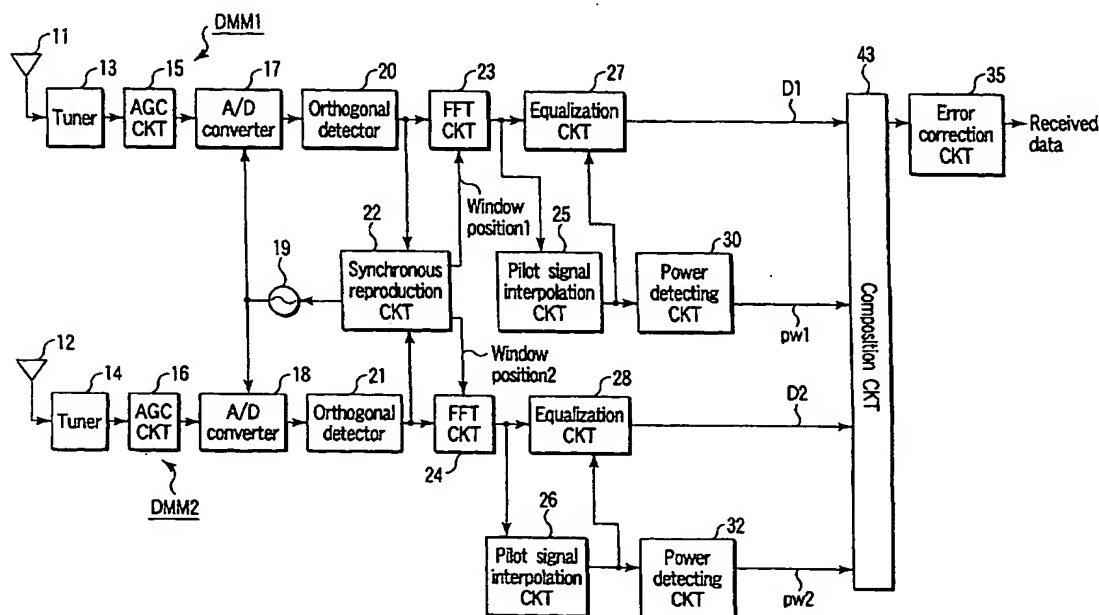 DMM1
11
13
15
17
20
23
27
43
35
Tuner
AGC
CKT
A/D
converter
Orthogonal
detector
FFT
CKT
Equalization
CKT
D1
Error
correction
CKT
Received
data
22
Window
position1
25
30
19
Synchronous
reproduction
CKT
Pilot signal
interpolation
CKT
Power
detecting
CKT
pw1
Composition CKT
12
14
16
18
21
Window
position2
28
D2
Tuner
AGC
CKT
A/D
converter
Orthogonal
detector
FFT
CKT
Equalization
CKT
24
DMM2
26
32
Pilot signal
interpolation
CKT
Power
detecting
CKT
pw2